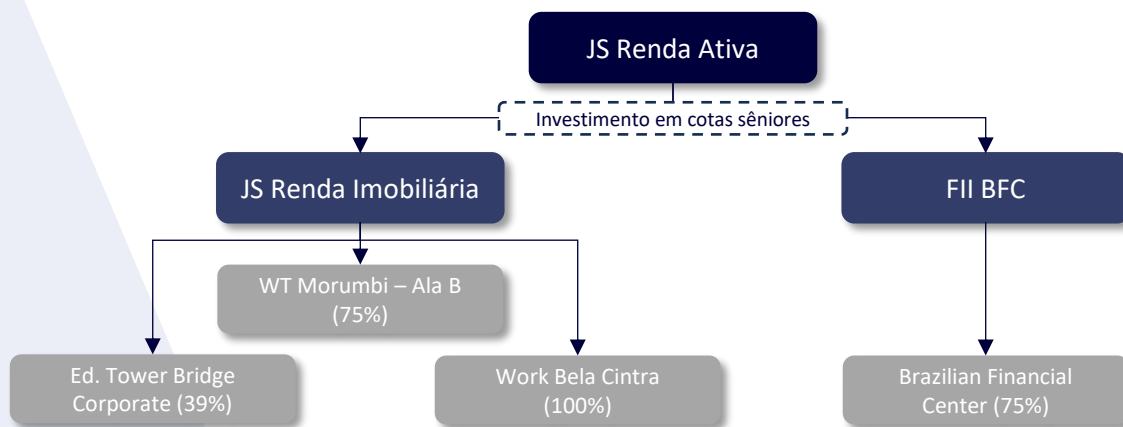 JS Renda Ativa
Investimento em cotas sêniores
JS Renda Imobiliária
FII BFC
WT Morumbi – Ala B
(75%)
Ed. Tower Bridge
Corporate (39%)
Work Bela Cintra
(100%)
Brazilian Financial
Center (75%)